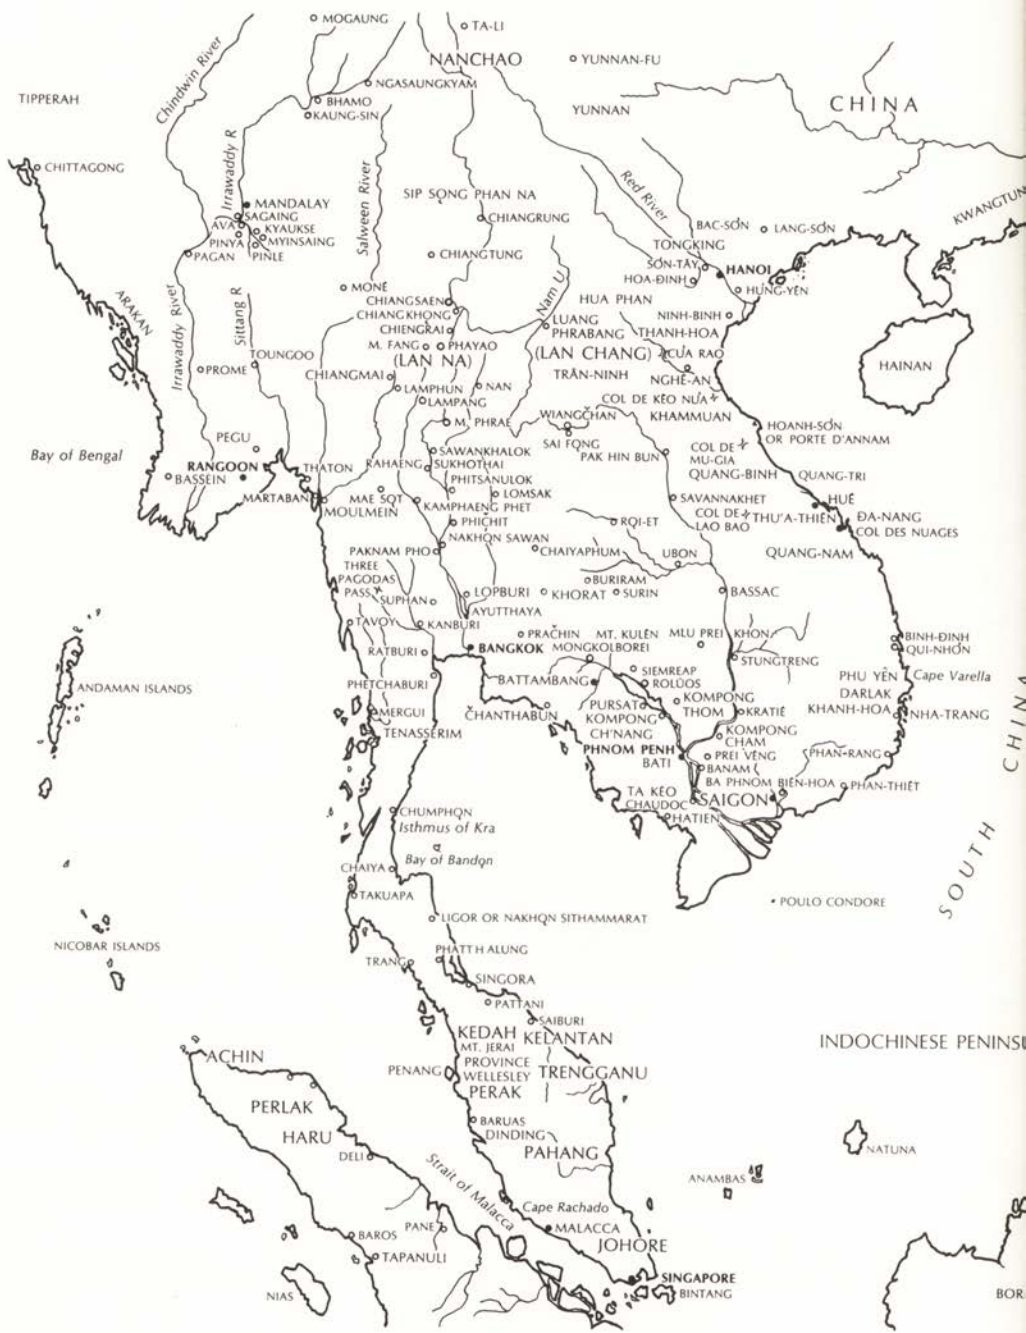 MOGAUNG
TA-LI
NANCHAO
YUNNAN-FU
Chindwin River
NGASAUNGKYAM
TIPPERAH
BHAMO
KAUNG-SIN
YUNNAN
CHINA
CHITTAGONG
Irrawaddy R
Salween River
Red River
SIP SONG PHAN NA
KWANGTUN
MANDALAY
SAGAING
AVA
KYAUKSE
PINYA
MYINSAING
PAGAN
PINLE
CHIANGRUNG
BAC-SƠN
LANG-SƠN
TONGKING
CHIANGTUNG
SƠN-TÂY
HANOI
HOA-ĐINH
HƯNG-YÊN
MONÉ
Nam U
HUA PHAN
ARAKAN
Irrawaddy River
Sittang R
CHIANGSAEN
CHIANGKHONG
CHIENGRAI
LUANG
PHRABANG
NINH-BINH
THANH-HOA
M. FANG
PHAYAO
(LAN NA)
(LAN CHANG)
CỬA RAO
HAINAN
TOUNGOO
PROME
CHIANGMAI
LAMPHUN
NAN
TRÂN-NINH
NGHÊ-AN
LAMPANG
COL DE KÈO NƯA
M. PHRAE
WIANGČHAN
KHAMMUAN
HOANH-SƠN
OR PORTE D'ANNAM
PEGU
Bay of Bengal
SAWANKHALOK
SAI FONG
PAK HIN BUN
COL DE
MU-GIA
RANGOON
BASSEIN
THATON
RAHAENG
SUKHOTHAI
QUANG-BINH
QUANG-TRI
PHITSANULOK
MARTABAN
MAE SOT
LOMSAK
MOULMEIN
KAMPHAENG PHET
SAVANNAKHET
HUÊ
COL DE
LAO BAO
THƯ'A-THIÊN
ĐA-NANG
COL DES NUAGES
PHICHIT
ROI-ET
NAKHON SAWAN
PAKNAM PHO
CHAIYAPHUM
UBON
QUANG-NAM
THREE
PAGODAS
PASS
BURIRAM
LOPBURI
KHORAT
SURIN
BASSAC
SUPHAN
AYUTTHAYA
TAVOY
KANBURI
PRAČHIN
MT. KULÊN
MLU PREI
KHON
BINH-ĐINH
QUI-NHƠN
BANGKOK
MONGKOLBOREI
RATBURI
STUNGTRENG
SIEMREAP
ROLUOS
ANDAMAN ISLANDS
PHETCHABURI
BATTAMBANG
PHU YÊN
Cape Varella
DARLAK
KHANH-HOA
MERGUI
TENASSERIM
ČHANTHABUN
PURSAT
KOMPONG
THOM
KRATIÉ
NHA-TRANG
KOMPONG
CH'NANG
KOMPONG
CHAM
PHNOM PENH
BATI
PREI VÊNG
PHAN-RANG
BANAM
BA PHNOM
BIÊN-HOA
PHAN-THIÊT
TA KÈO
CHAUDOC
SAIGON
HATIEN
CHUMPHON
Isthmus of Kra
SOUTH CHINA
Bay of Bandon
CHAIYA
TAKUAPA
POULO CONDORE
LIGOR OR NAKHON SITHAMMARAT
NICOBAR ISLANDS
PHATTHALUNG
TRANG
SINGORA
PATTANI
SAIBURI
KEDAH
KELANTAN
MT. JERAI
INDOCHINESE PENINSU
ACHIN
PENANG
PROVINCE
WELLESLEY
TRENGGANU
PERAK
PERLAK
BARUAS
DINDING
HARU
PAHANG
NATUNA
DELI
Strait of Malacca
ANAMBAS
Cape Rachado
PANE
MALACCA
BAROS
JOHORE
TAPANULI
SINGAPORE
NIAS
BINTANG
BOR